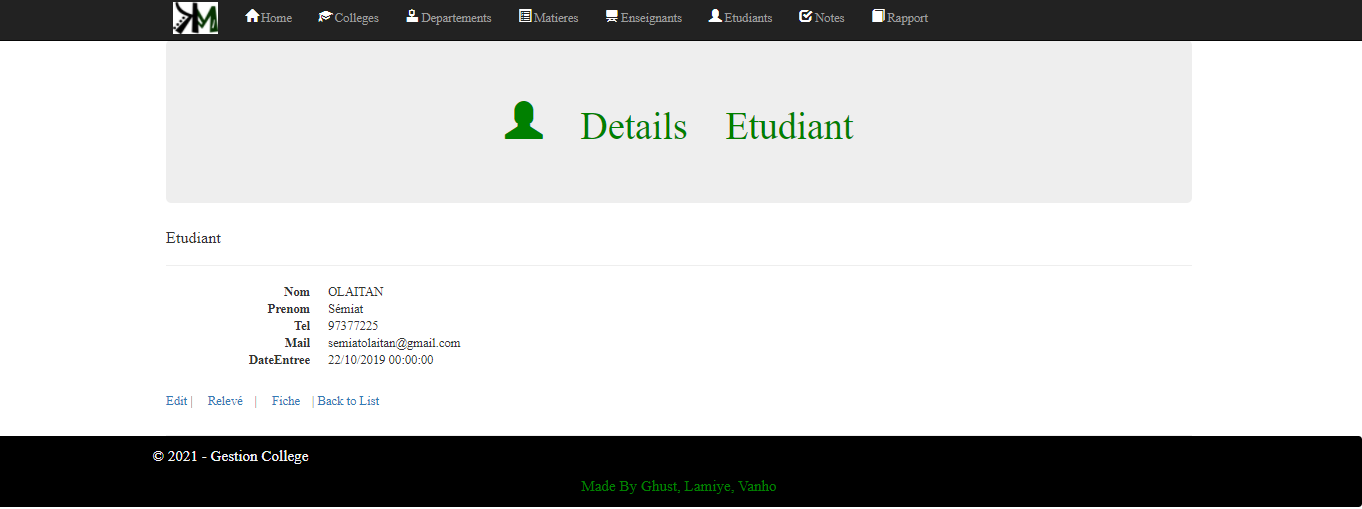 KM Home Colleges Departements Matieres Enseignants Etudiants Notes Rapport
Details Etudiant
Etudiant
Nom OLAITAN
Prenom Sémiat
Tel 97377225
Mail semiatolaitan@gmail.com
DateEntree 22/10/2019 00:00:00
Edit | Relevé | Fiche | Back to List
© 2021 - Gestion College
Made By Ghust, Lamiye, Vanho